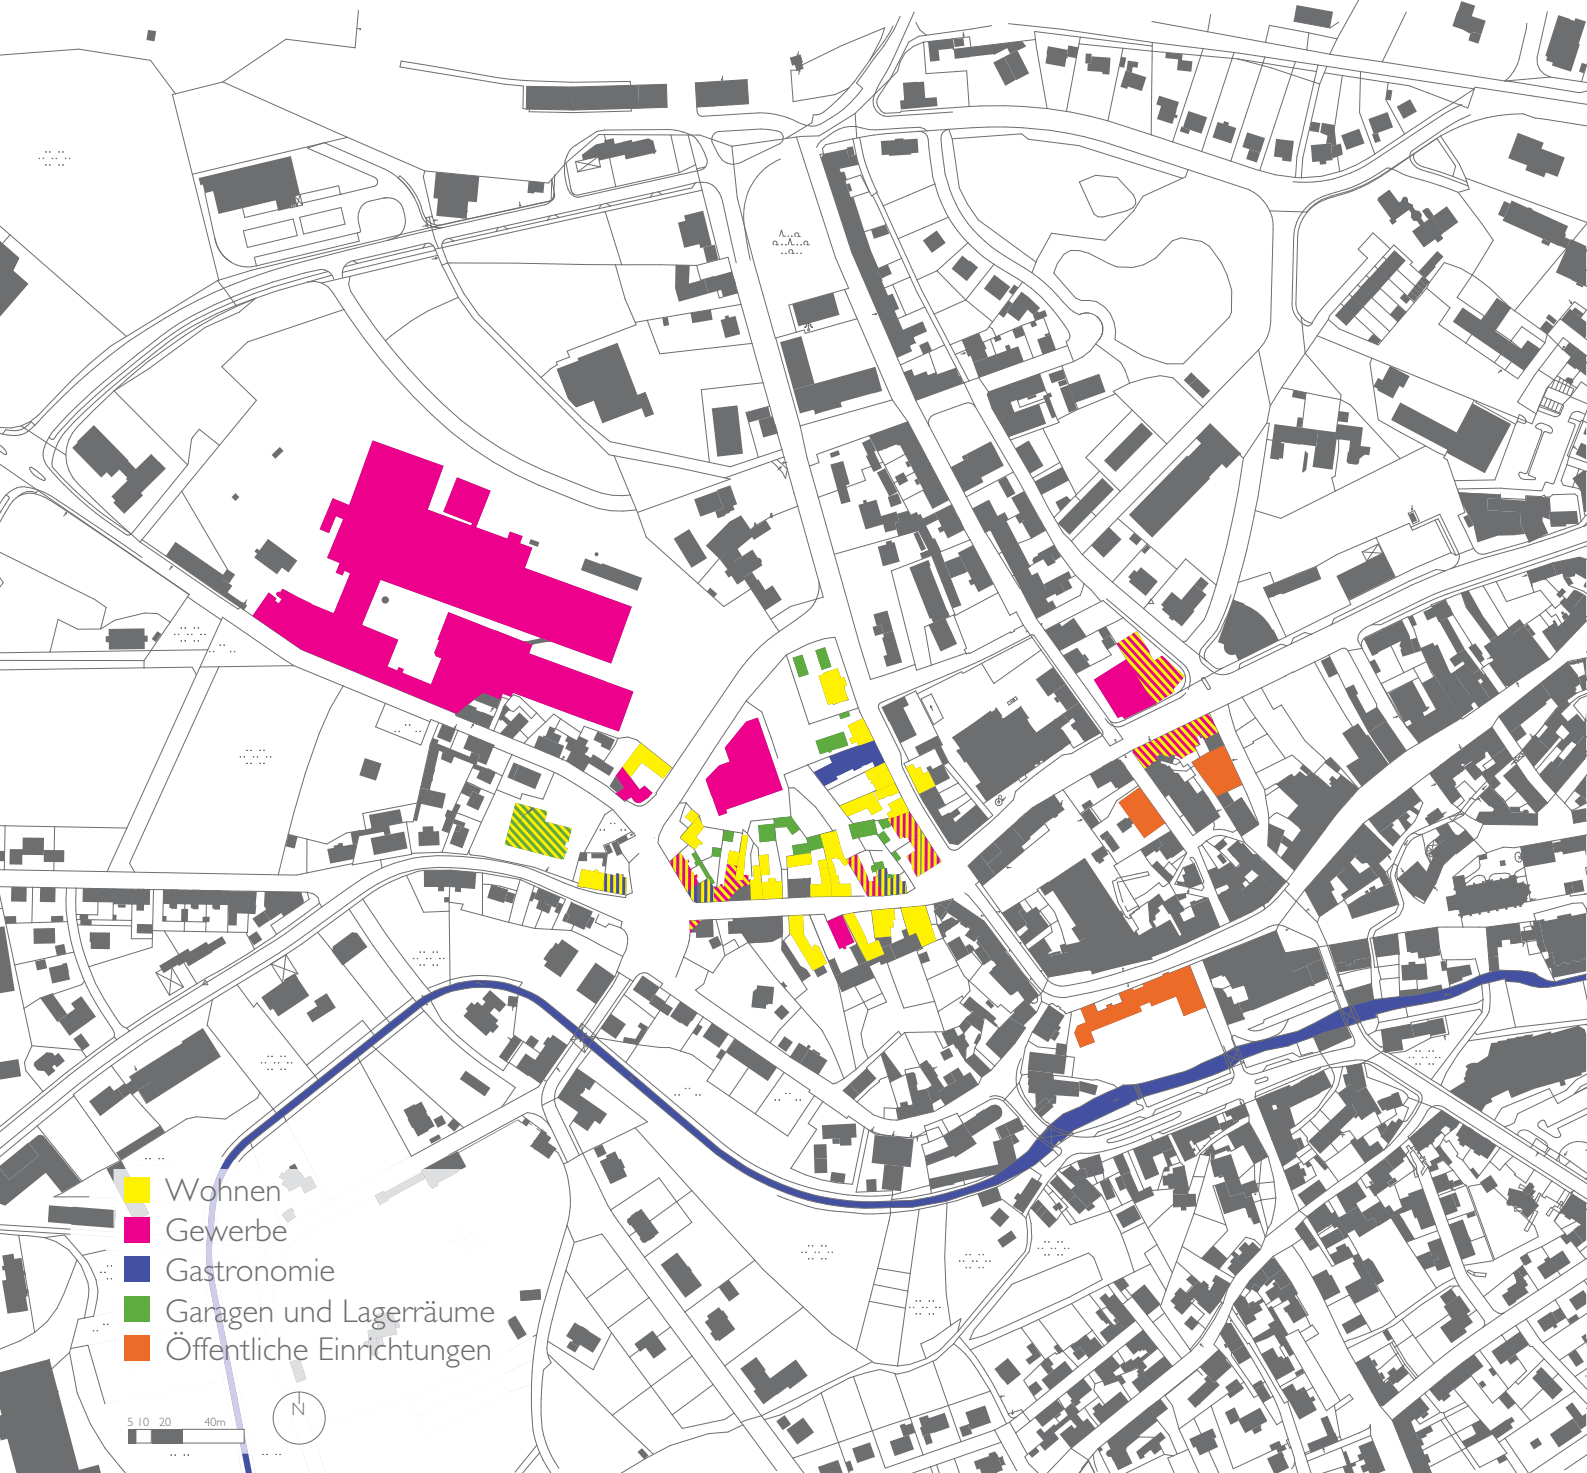 Wohnen
Gewerbe
Gastronomie
Garagen und Lagerräume
Öffentliche Einrichtungen
5 10 20 40m
N